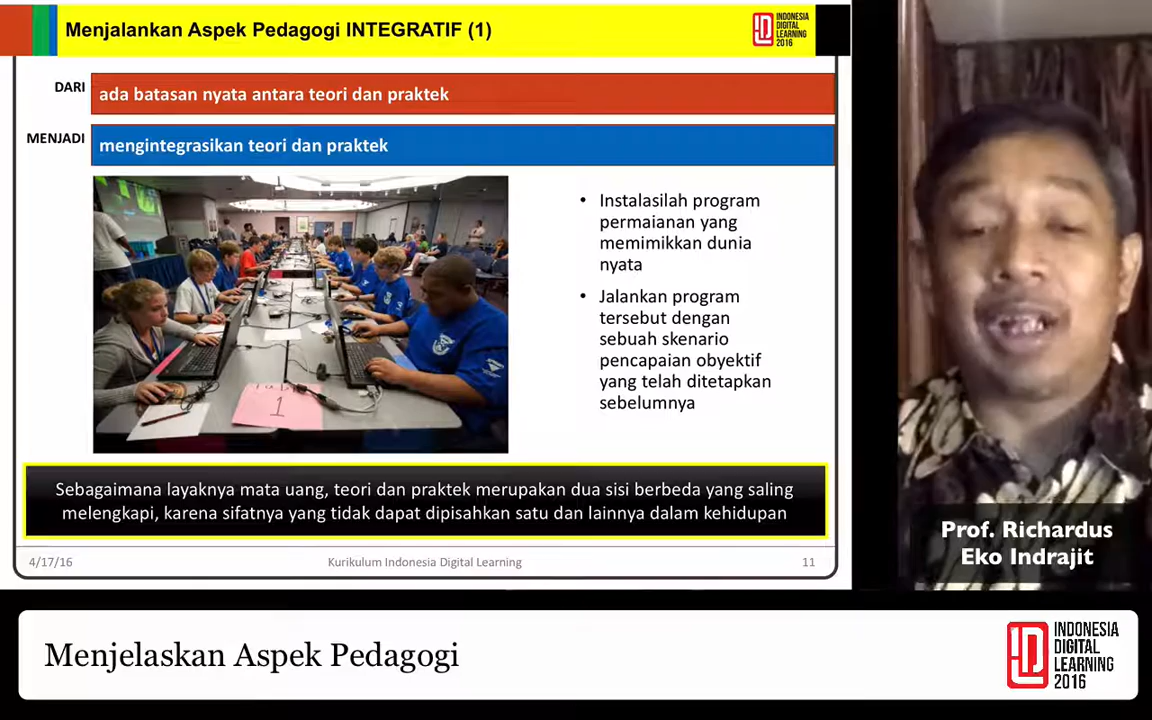 Menjalankan Aspek Pedagogi INTEGRATIF (1)
INDONESIA
DIGITAL
LEARNING
2016
DARI
ada batasan nyata antara teori dan praktek
MENJADI
mengintegrasikan teori dan praktek
1
• Instalasilah program
permaianan yang
memimikkan dunia
nyata
• Jalankan program
tersebut dengan
sebuah skenario
pencapaian obyektif
yang telah ditetapkan
sebelumnya
Sebagaimana layaknya mata uang, teori dan praktek merupakan dua sisi berbeda yang saling
melengkapi, karena sifatnya yang tidak dapat dipisahkan satu dan lainnya dalam kehidupan
4/17/16
Kurikulum Indonesia Digital Learning
11
Prof. Richardus
Eko Indrajit
Menjelaskan Aspek Pedagogi
INDONESIA
DIGITAL
LEARNING
2016